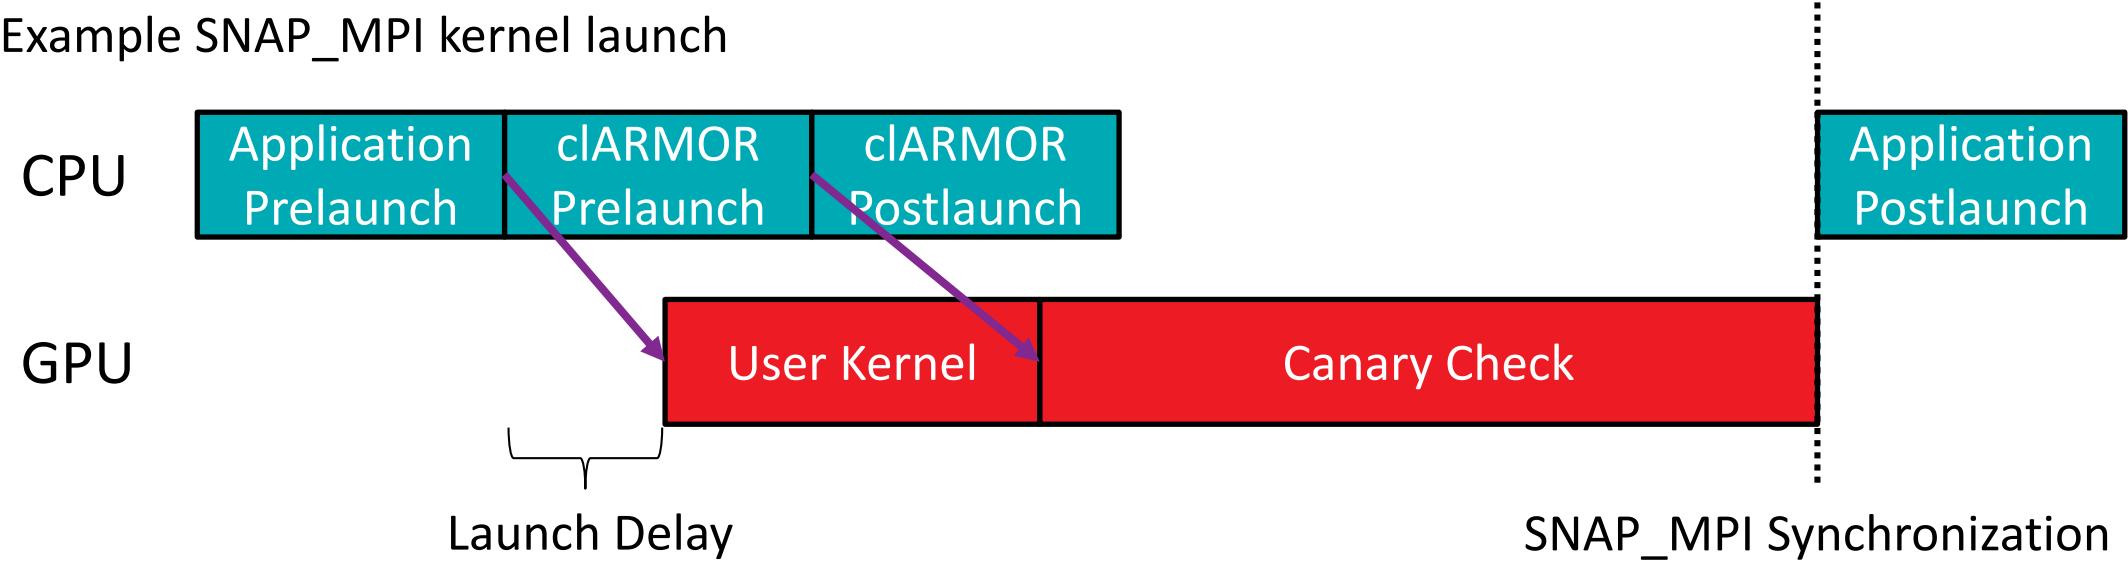 Example SNAP_MPI kernel launch
CPU
Application
Prelaunch
clARMOR
Prelaunch
clARMOR
Postlaunch
Application
Postlaunch
GPU
User Kernel
Canary Check
Launch Delay
SNAP_MPI Synchronization